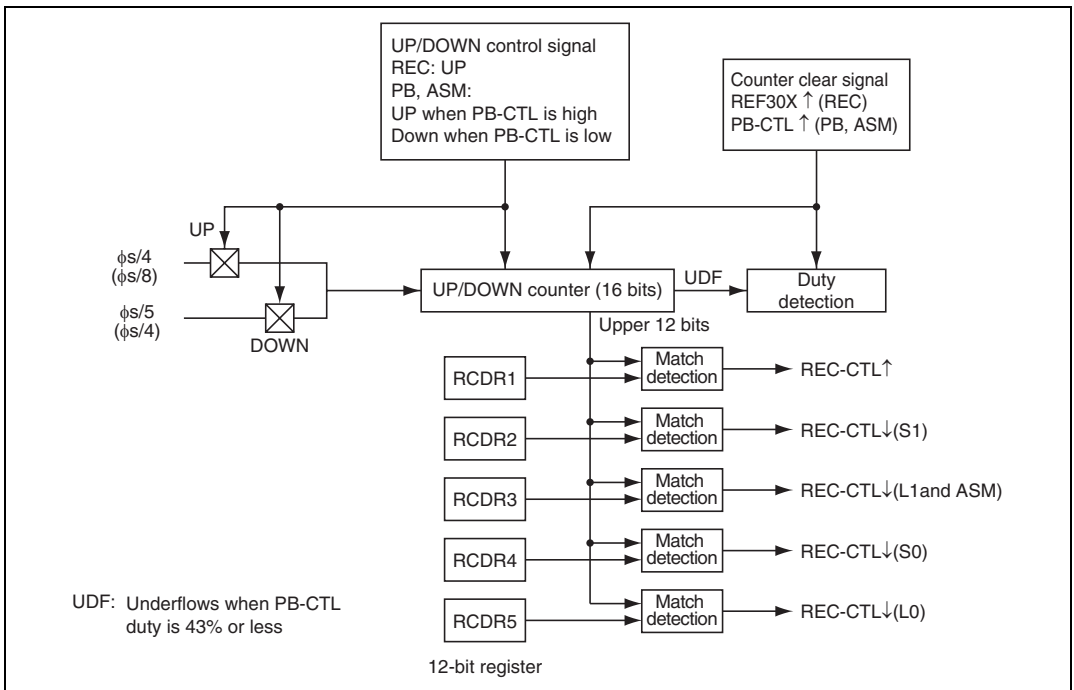 UP/DOWN control signal
REC: UP
PB, ASM:
UP when PB-CTL is high
Down when PB-CTL is low
Counter clear signal
REF30X ↑ (REC)
PB-CTL ↑ (PB, ASM)
UP
ϕs/4
(ϕs/8)
ϕs/5
(ϕs/4)
DOWN
UP/DOWN counter (16 bits)
UDF
Duty
detection
Upper 12 bits
RCDR1
Match
detection
REC-CTL↑
RCDR2
Match
detection
REC-CTL↓(S1)
RCDR3
Match
detection
REC-CTL↓(L1and ASM)
RCDR4
Match
detection
REC-CTL↓(S0)
RCDR5
Match
detection
REC-CTL↓(L0)
UDF: Underflows when PB-CTL
duty is 43% or less
12-bit register